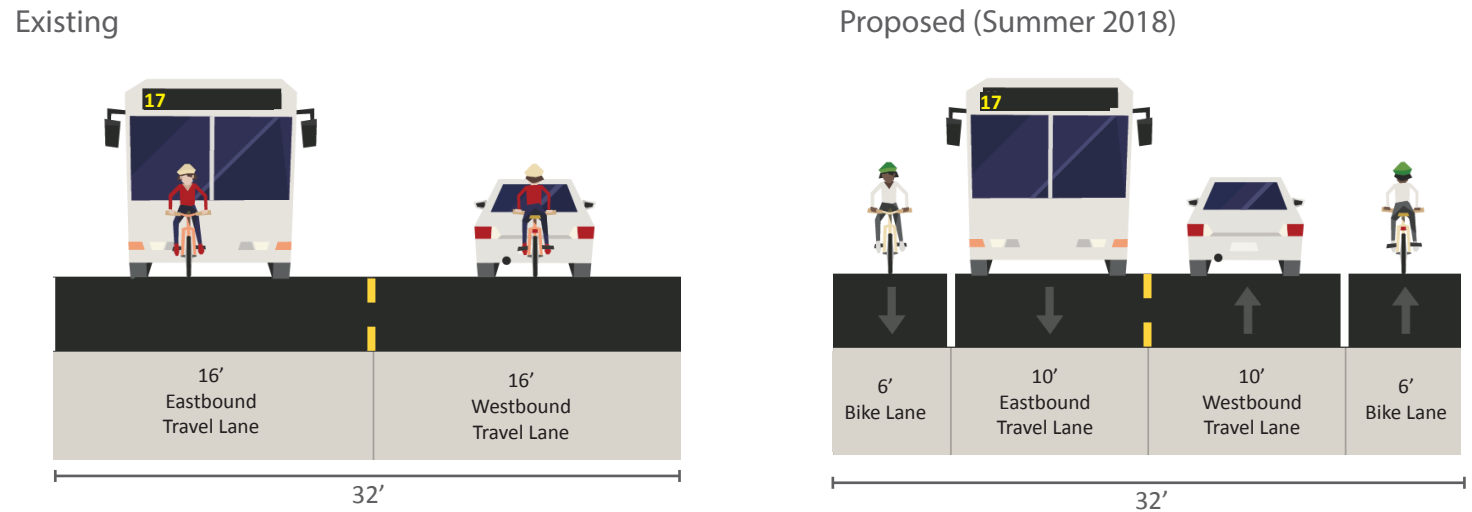 Existing
17
16’
Eastbound
Travel Lane
16’
Westbound
Travel Lane
32’
Proposed (Summer 2018)
17
6’
Bike Lane
10’
Eastbound
Travel Lane
10’
Westbound
Travel Lane
6’
Bike Lane
32’